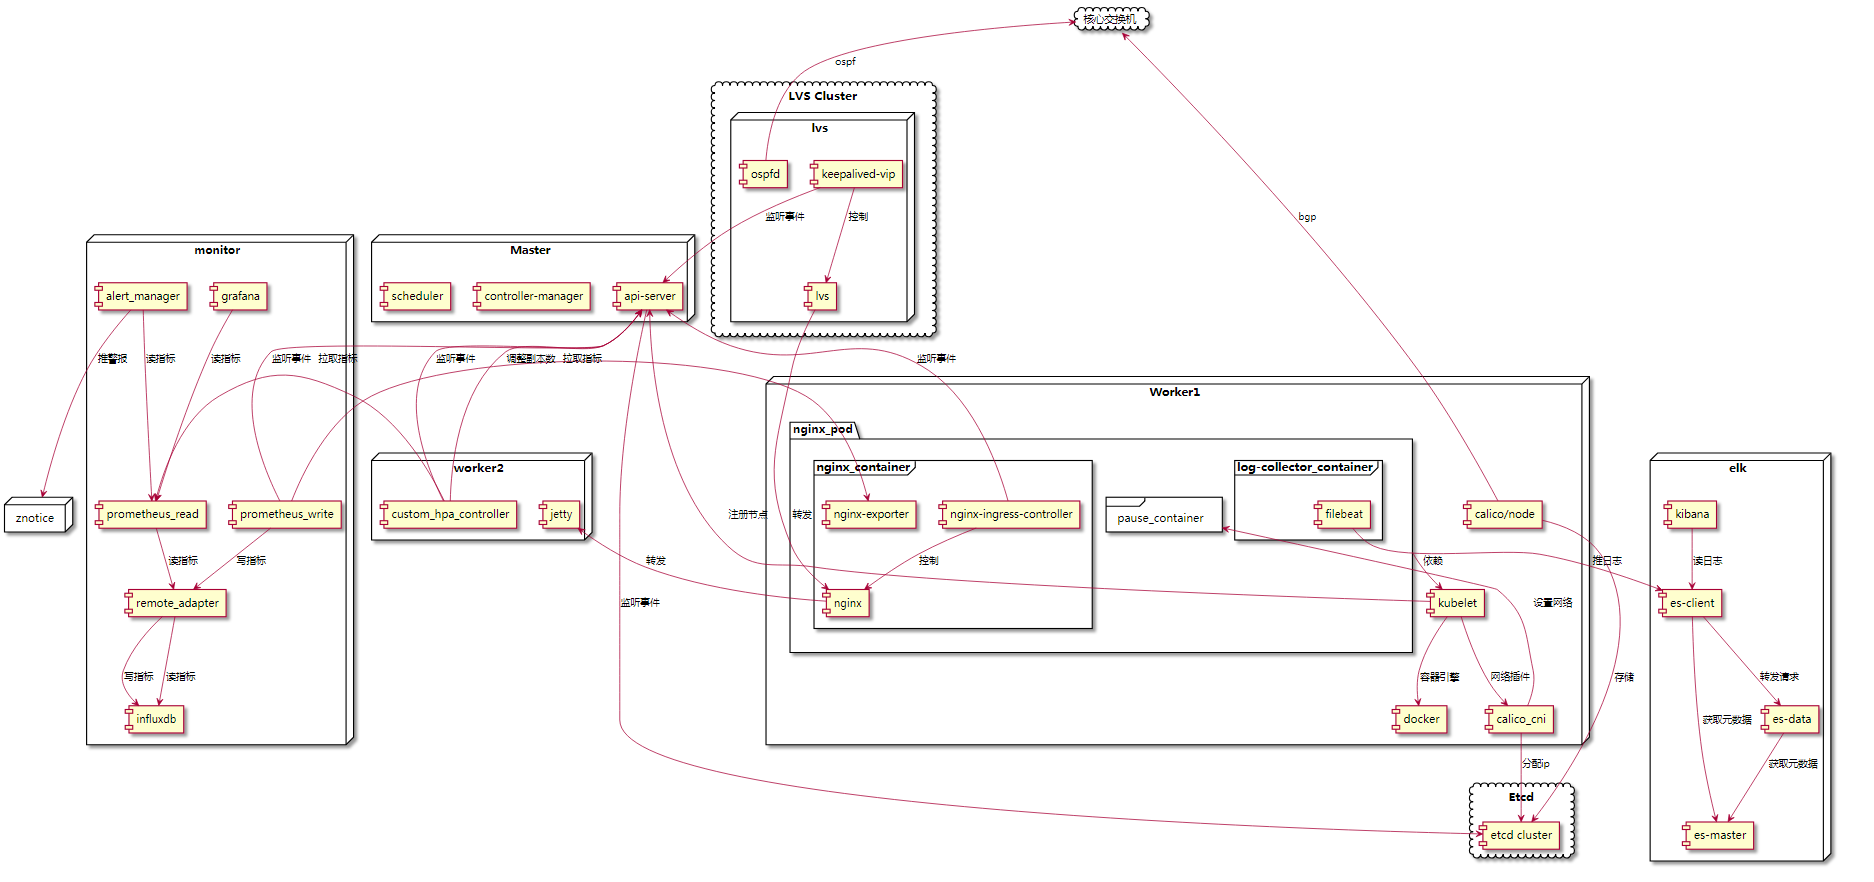 核心交换机
ospf
LVS Cluster
lvs
ospfd
keepalived-vip
监听事件
控制
bgp
lvs
monitor
alert_manager
grafana
推警报
读指标
读指标
监听事件
拉取指标
prometheus_read
prometheus_write
读指标
写指标
remote_adapter
写指标
读指标
influxdb
znotice
Master
scheduler
controller-manager
api-server
监听事件
调整副本数
拉取指标
监听事件
worker2
custom_hpa_controller
jetty
转发
监听事件
注册节点
转发
Worker1
nginx_pod
nginx_container
nginx-exporter
nginx-ingress-controller
控制
nginx
pause_container
log-collector_container
filebeat
calico/node
依赖
推日志
kubelet
设置网络
容器引擎
网络插件
存储
docker
calico_cni
分配ip
Etcd
etcd cluster
elk
kibana
读日志
es-client
转发请求
获取元数据
es-data
获取元数据
es-master